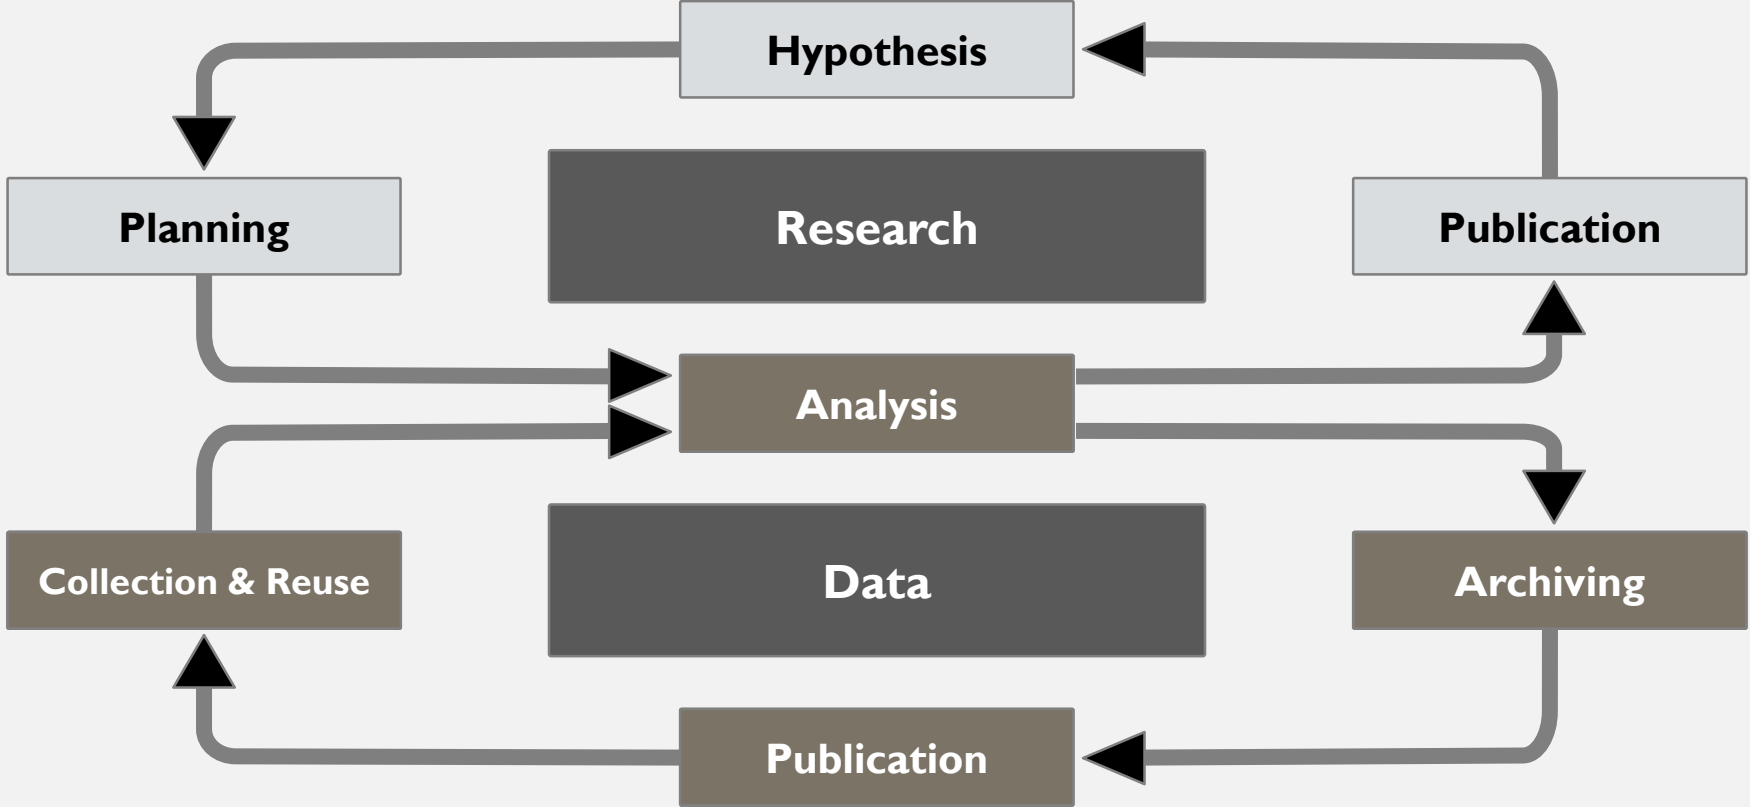 Hypothesis
Planning
Research
Publication
Analysis
Collection & Reuse
Data
Archiving
Publication